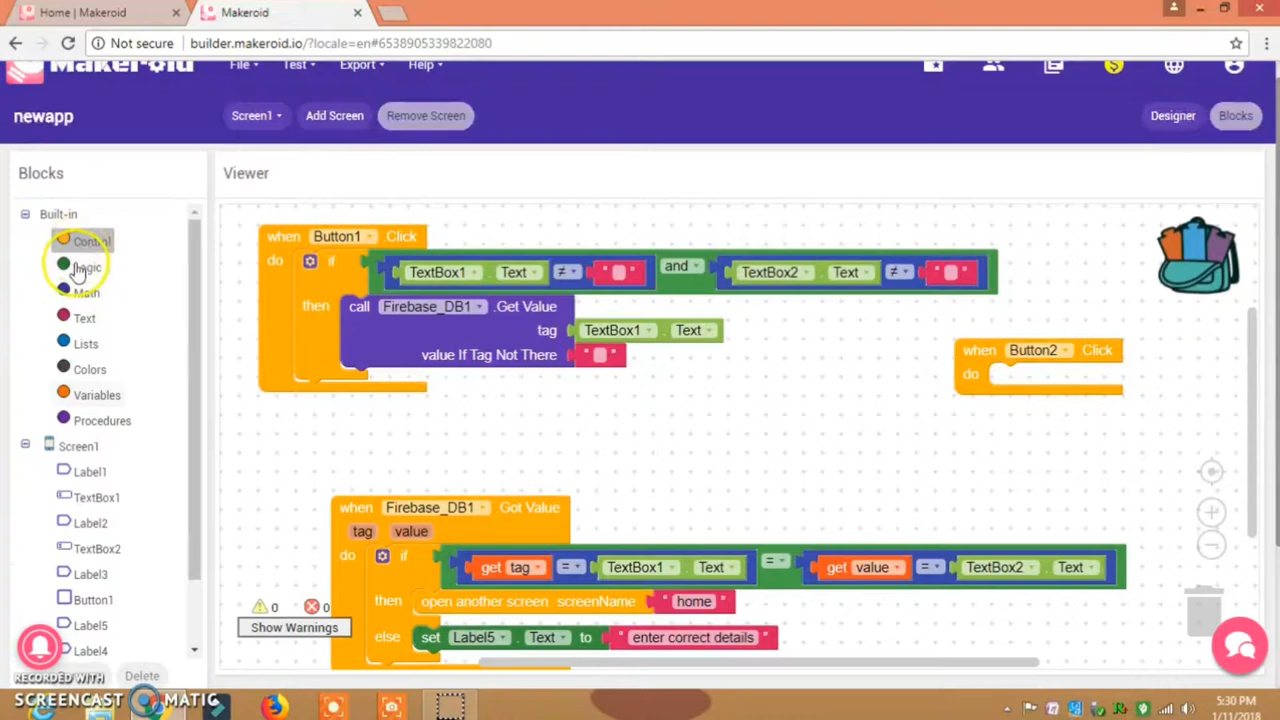 Home | Makeroid
Makeroid
Not secure builder.makeroid.io/?locale=en#6538905339822080
Makeroid File Test Export Help
newapp Screen1 Add Screen Remove Screen Designer Blocks
Blocks Viewer
Built-in
Control
Logic
Math
Text
Lists
Colors
Variables
Procedures
Screen1
Label1
TextBox1
Label2
TextBox2
Label3
Button1
Label5
Label4
Delete
when Button1 .Click
do if TextBox1 . Text ≠ " " and TextBox2 . Text ≠ " "
then call Firebase_DB1 .Get Value
tag TextBox1 . Text
value If Tag Not There " "
when Button2 .Click
do
when Firebase_DB1 .Got Value
tag value
do if get tag = TextBox1 . Text = get value = TextBox2 . Text
then open another screen screenName " home "
else set Label5 . Text to " enter correct details "
0 0
Show Warnings
RECORDED WITH
SCREENCAST MATIC
5:30 PM
1/11/2018